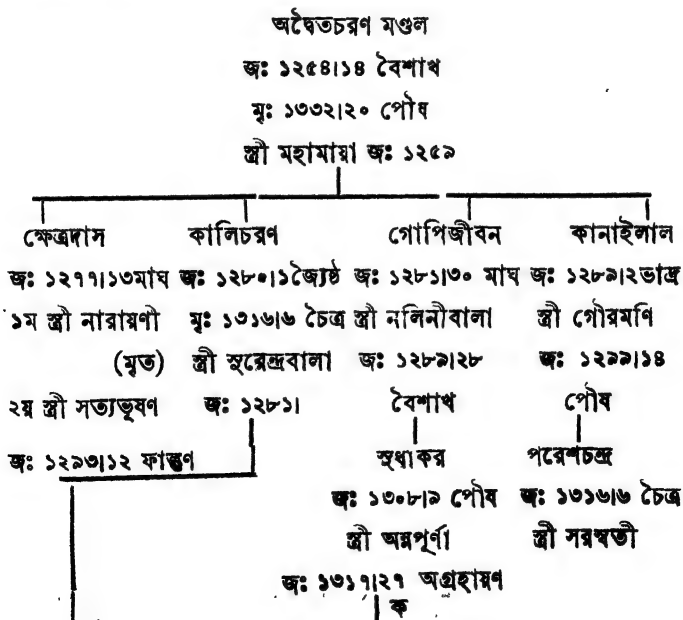 অদ্বৈতচরণ মণ্ডল
জঃ ১২৫৪।১৪ বৈশাখ
মৃঃ ১৩৩২।২০ পৌষ
স্ত্রী মহামায়া জঃ ১২৫৯
ক্ষেত্রদাস কালিচরণ গোপিজীবন কানাইলাল
জঃ ১২৭৭।১৩মাঘ জঃ ১২৮০।১জ্যৈষ্ঠ জঃ ১২৮১।৩০ মাঘ জঃ ১২৮৯।২ভাদ্র
১ম স্ত্রী নারায়ণী মৃঃ ১৩১৬।৬ চৈত্র স্ত্রী নলিনীবালা স্ত্রী গৌরমণি
(মৃত) স্ত্রী সুরেন্দ্রবালা জঃ ১২৮৯।২৮ জঃ ১২৯৯।১৪
২য় স্ত্রী সত্যভূষণ জঃ ১২৮১। বৈশাখ পৌষ
জঃ ১২৯৩।১২ ফাল্গুণ সুধাকর পরেশচন্দ্র
জঃ ১৩০৮।৯ পৌষ জঃ ১৩১৬।৬ চৈত্র
স্ত্রী অন্নপূর্ণা স্ত্রী সরস্বতী
জঃ ১৩১৭।২৭ অগ্রহায়ণ
ক